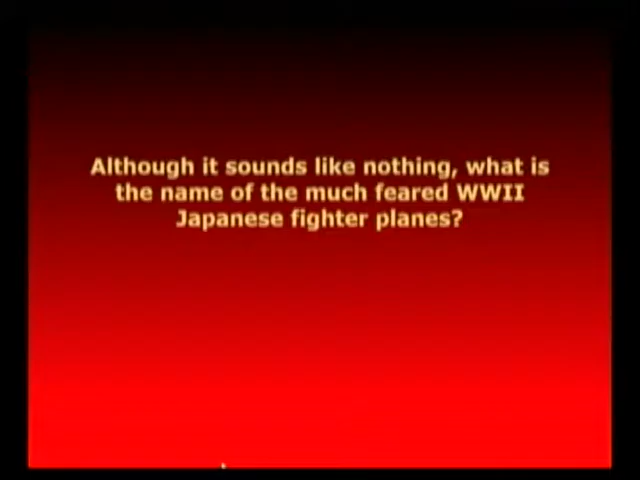 Although it sounds like nothing, what is
the name of the much feared WWII
Japanese fighter planes?